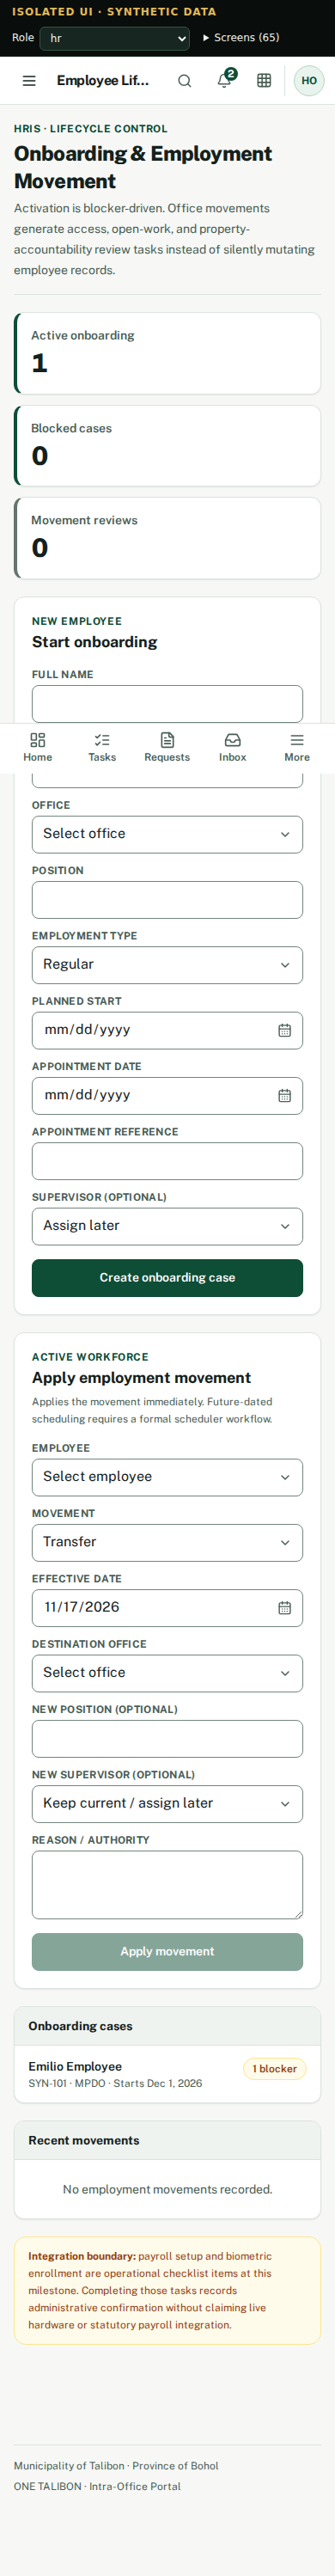 ISOLATED UI · SYNTHETIC DATA
Role hr Screens (65)
Employee Lif... 2 HO
HRIS · LIFECYCLE CONTROL
Onboarding & Employment
Movement
Activation is blocker-driven. Office movements
generate access, open-work, and property-
accountability review tasks instead of silently mutating
employee records.
Active onboarding
1
Blocked cases
0
Movement reviews
0
NEW EMPLOYEE
Start onboarding
FULL NAME
Home Tasks Requests Inbox More
OFFICE
Select office
POSITION
EMPLOYMENT TYPE
Regular
PLANNED START
mm/dd/yyyy
APPOINTMENT DATE
mm/dd/yyyy
APPOINTMENT REFERENCE
SUPERVISOR (OPTIONAL)
Assign later
Create onboarding case
ACTIVE WORKFORCE
Apply employment movement
Applies the movement immediately. Future-dated
scheduling requires a formal scheduler workflow.
EMPLOYEE
Select employee
MOVEMENT
Transfer
EFFECTIVE DATE
11/17/2026
DESTINATION OFFICE
Select office
NEW POSITION (OPTIONAL)
NEW SUPERVISOR (OPTIONAL)
Keep current / assign later
REASON / AUTHORITY
Apply movement
Onboarding cases
Emilio Employee
1 blocker
SYN-101 · MPDO · Starts Dec 1, 2026
Recent movements
No employment movements recorded.
Integration boundary: payroll setup and biometric
enrollment are operational checklist items at this
milestone. Completing those tasks records
administrative confirmation without claiming live
hardware or statutory payroll integration.
Municipality of Talibon · Province of Bohol
ONE TALIBON · Intra-Office Portal